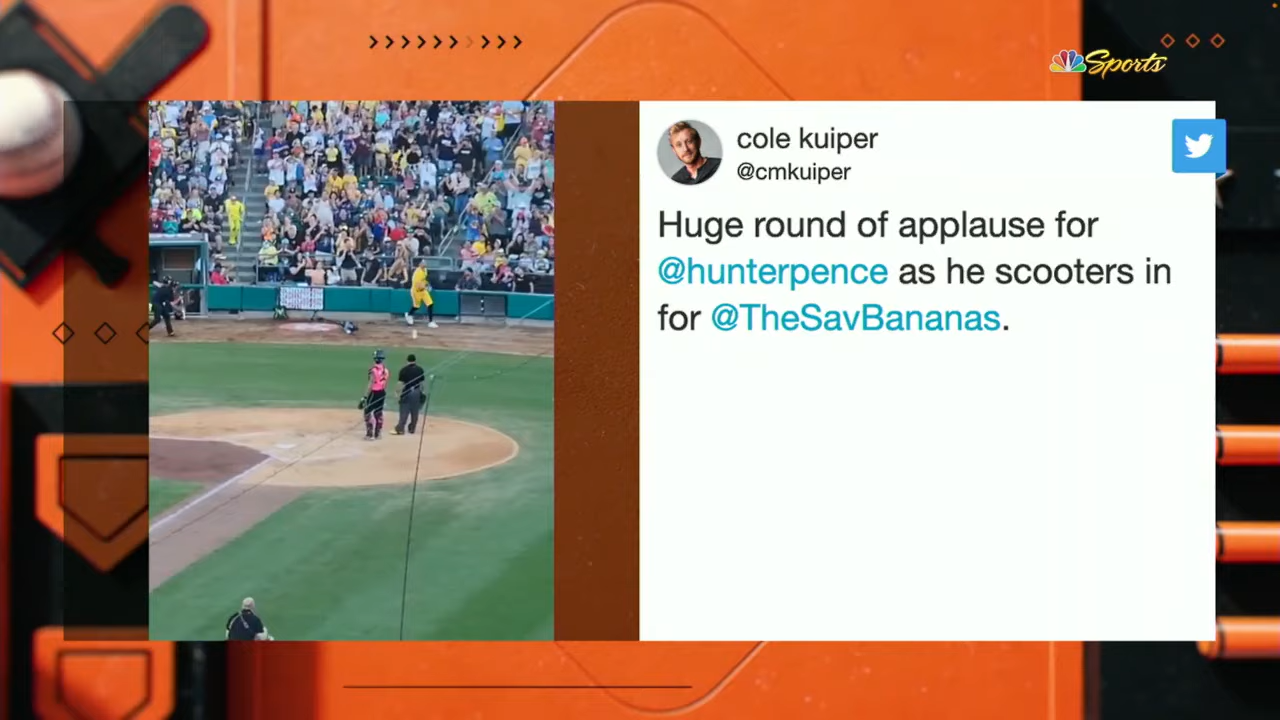 Sports
cole kuiper
@cmkuiper
Huge round of applause for
@hunterpence as he scooters in
for @TheSavBananas.